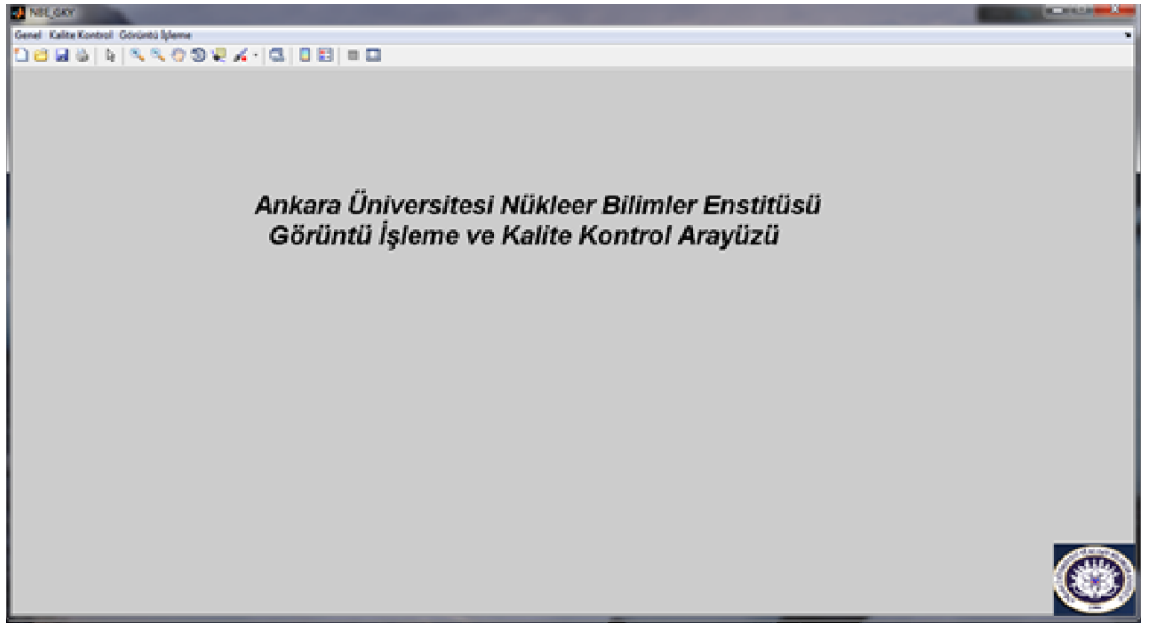 NBE_GKY
Genel Kalite Kontrol Görüntü İşleme
Ankara Üniversitesi Nükleer Bilimler Enstitüsü
Görüntü İşleme ve Kalite Kontrol Arayüzü